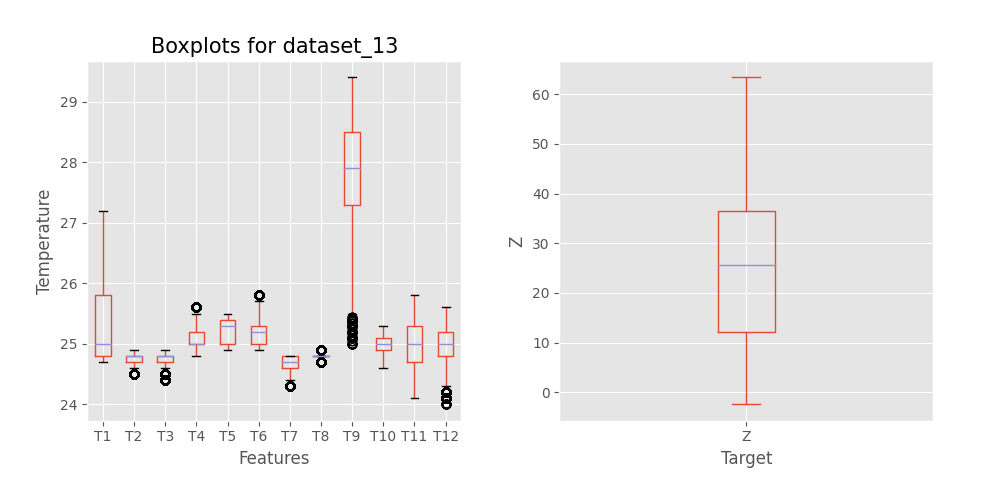 Boxplots for dataset_13
Temperature
29
28
27
26
25
24
T1 T2 T3 T4 T5 T6 T7 T8 T9 T10 T11 T12
Features
Z
60
50
40
30
20
10
0
Z
Target